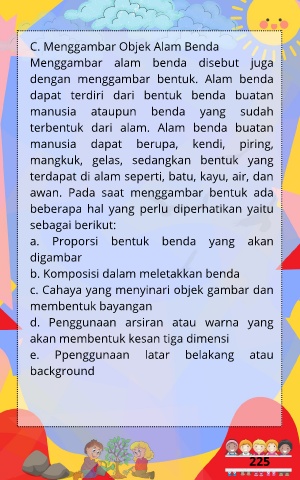 C. Menggambar Objek Alam Benda
Menggambar alam benda disebut juga
dengan menggambar bentuk. Alam benda
dapat terdiri dari bentuk benda buatan
manusia ataupun benda yang sudah
terbentuk dari alam. Alam benda buatan
manusia dapat berupa, kendi, piring,
mangkuk, gelas, sedangkan bentuk yang
terdapat di alam seperti, batu, kayu, air, dan
awan. Pada saat menggambar bentuk ada
beberapa hal yang perlu diperhatikan yaitu
sebagai berikut:
a. Proporsi bentuk benda yang akan
digambar
b. Komposisi dalam meletakkan benda
c. Cahaya yang menyinari objek gambar dan
membentuk bayangan
d. Penggunaan arsiran atau warna yang
akan membentuk kesan tiga dimensi
e. Ppenggunaan latar belakang atau
background
225